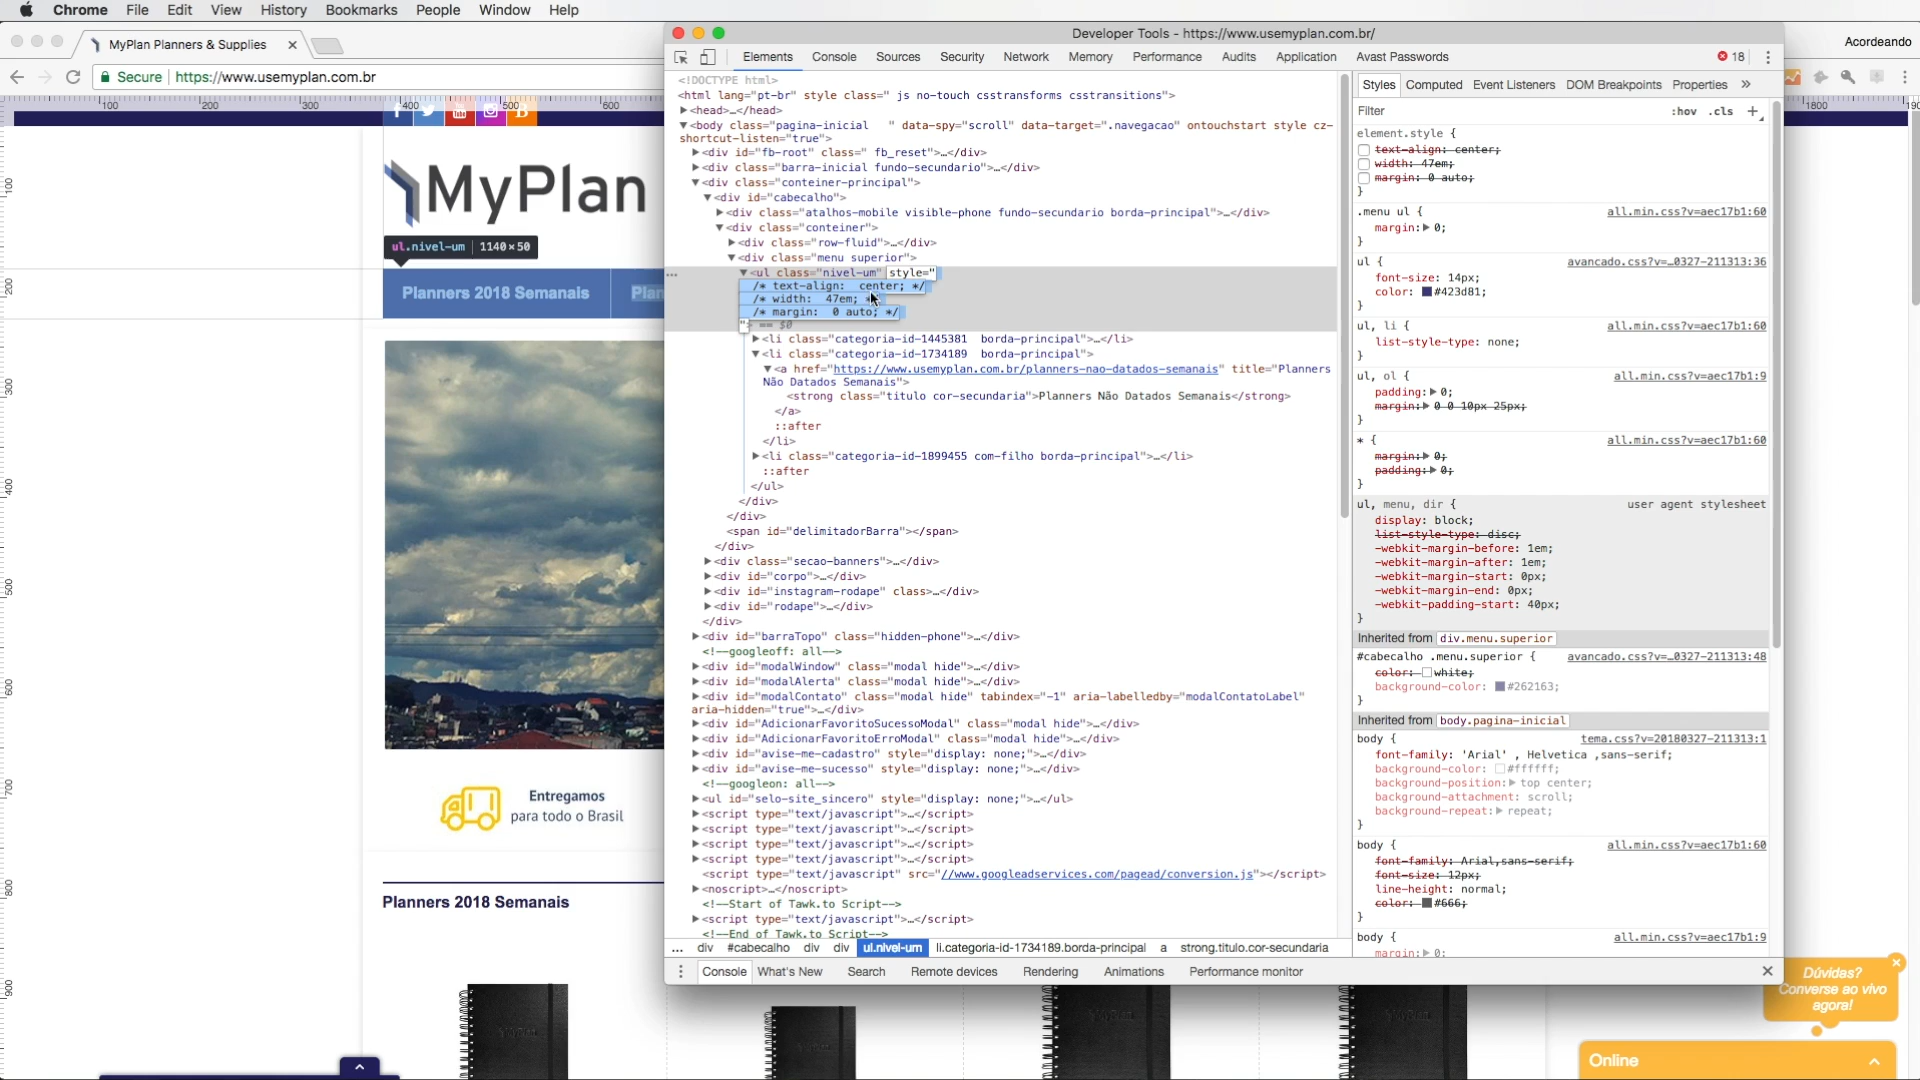 Chrome File Edit View History Bookmarks People Window Help
MyPlan Planners & Supplies
Acordeando
Secure https://www.usemyplan.com.br
100 200 300 400 500 600 1800
MyPlan
ul.nivel-um 1140×50
Planners 2018 Semanais
Entregamos
para todo o Brasil
Planners 2018 Semanais
Developer Tools - https://www.usemyplan.com.br/
Elements Console Sources Security Network Memory Performance Audits Application Avast Passwords 18
<!DOCTYPE html>
<html lang="pt-br" style class=" js no-touch csstransforms csstransitions">
<head>…</head>
<body class="pagina-inicial   " data-spy="scroll" data-target=".navegacao" ontouchstart style cz-
shortcut-listen="true">
<div id="fb-root" class=" fb_reset">…</div>
<div class="barra-inicial fundo-secundario">…</div>
<div class="conteiner-principal">
<div id="cabecalho">
<div class="atalhos-mobile visible-phone fundo-secundario borda-principal">…</div>
<div class="conteiner">
<div class="row-fluid">…</div>
<div class="menu superior">
<ul class="nivel-um" style="
/* text-align:  center; */
/* width:  47em; *
/* margin:  0 auto; */
"> == $0
<li class="categoria-id-1445381  borda-principal">…</li>
<li class="categoria-id-1734189  borda-principal">
<a href="https://www.usemyplan.com.br/planners-nao-datados-semanais" title="Planners
Não Datados Semanais">
<strong class="titulo cor-secundaria">Planners Não Datados Semanais</strong>
</a>
::after
</li>
<li class="categoria-id-1899455 com-filho borda-principal">…</li>
::after
</ul>
</div>
</div>
<span id="delimitadorBarra"></span>
</div>
<div class="secao-banners">…</div>
<div id="corpo">…</div>
<div id="instagram-rodape" class>…</div>
<div id="rodape">…</div>
</div>
<div id="barraTopo" class="hidden-phone">…</div>
<!--googleoff: all-->
<div id="modalWindow" class="modal hide">…</div>
<div id="modalAlerta" class="modal hide">…</div>
<div id="modalContato" class="modal hide" tabindex="-1" aria-labelledby="modalContatoLabel"
aria-hidden="true">…</div>
<div id="AdicionarFavoritoSucessoModal" class="modal hide">…</div>
<div id="AdicionarFavoritoErroModal" class="modal hide">…</div>
<div id="avise-me-cadastro" style="display: none;">…</div>
<div id="avise-me-sucesso" style="display: none;">…</div>
<!--googleon: all-->
<ul id="selo-site_sincero" style="display: none;">…</ul>
<script type="text/javascript">…</script>
<script type="text/javascript">…</script>
<script type="text/javascript">…</script>
<script type="text/javascript">…</script>
<script type="text/javascript" src="//www.googleadservices.com/pagead/conversion.js"></script>
<noscript>…</noscript>
<!--Start of Tawk.to Script-->
<script type="text/javascript">…</script>
<!--End of Tawk.to Script-->
... div #cabecalho div div ul.nivel-um li.categoria-id-1734189.borda-principal a strong.titulo.cor-secundaria
Console What's New Search Remote devices Rendering Animations Performance monitor
Styles Computed Event Listeners DOM Breakpoints Properties »
Filter :hov .cls +
element.style {
text-align: center;
width: 47em;
margin: 0 auto;
}
.menu ul { all.min.css?v=aec17b1:60
margin: 0;
}
ul { avancado.css?v=…0327-211313:36
font-size: 14px;
color: #423d81;
}
ul, li { all.min.css?v=aec17b1:60
list-style-type: none;
}
ul, ol { all.min.css?v=aec17b1:9
padding: 0;
margin: 0 0 10px 25px;
}
* { all.min.css?v=aec17b1:60
margin: 0;
padding: 0;
}
ul, menu, dir { user agent stylesheet
display: block;
list-style-type: disc;
-webkit-margin-before: 1em;
-webkit-margin-after: 1em;
-webkit-margin-start: 0px;
-webkit-margin-end: 0px;
-webkit-padding-start: 40px;
}
Inherited from div.menu.superior
#cabecalho .menu.superior { avancado.css?v=…0327-211313:48
color: white;
background-color: #262163;
}
Inherited from body.pagina-inicial
body { tema.css?v=20180327-211313:1
font-family: 'Arial' , Helvetica ,sans-serif;
background-color: #ffffff;
background-position: top center;
background-attachment: scroll;
background-repeat: repeat;
}
body { all.min.css?v=aec17b1:60
font-family: Arial,sans-serif;
font-size: 12px;
line-height: normal;
color: #666;
}
body { all.min.css?v=aec17b1:9
margin: 0;
Dúvidas?
Converse ao vivo
agora!
Online